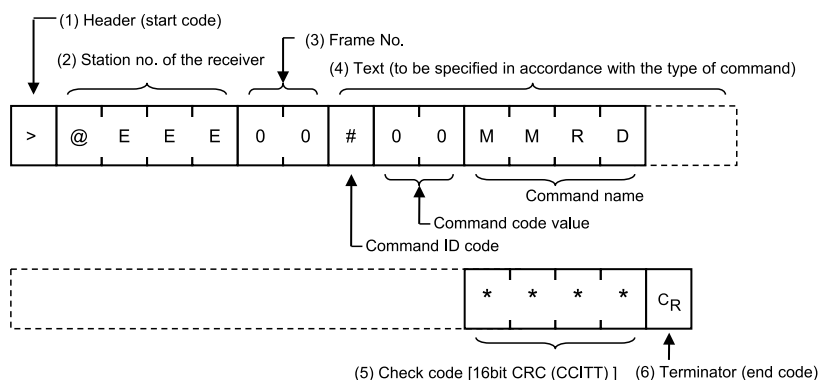 (1) Header (start code)
(3) Frame No.
(2) Station no. of the receiver
(4) Text (to be specified in accordance with the type of command)
> @ E E E 0 0 # 0 0 M M R D
Command name
Command code value
Command ID code
* * * * CR
(5) Check code [16bit CRC (CCITT) ] (6) Terminator (end code)